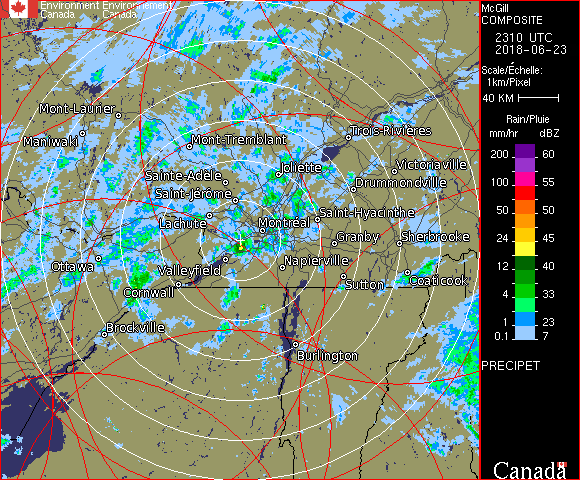 Environment Environnement
Canada Canada
McGill
COMPOSITE
2310 UTC
2018-06-23
Scale/Échelle:
1km/Pixel
40 KM
Rain/Pluie
mm/hr dBZ
200 60
100 55
50 50
24 45
12 40
4 33
1 23
0.1 7
PRECIPET
Canada
Mont-Laurier
Maniwaki
Mont-Tremblant
Trois-Rivières
Sainte-Adèle
Joliette
Victoriaville
Saint-Jérôme
Drummondville
Lachute
Montréal
Saint-Hyacinthe
Granby
Sherbrooke
Ottawa
Valleyfield
Napierville
Cornwall
Sutton
Coaticook
Brockville
Burlington